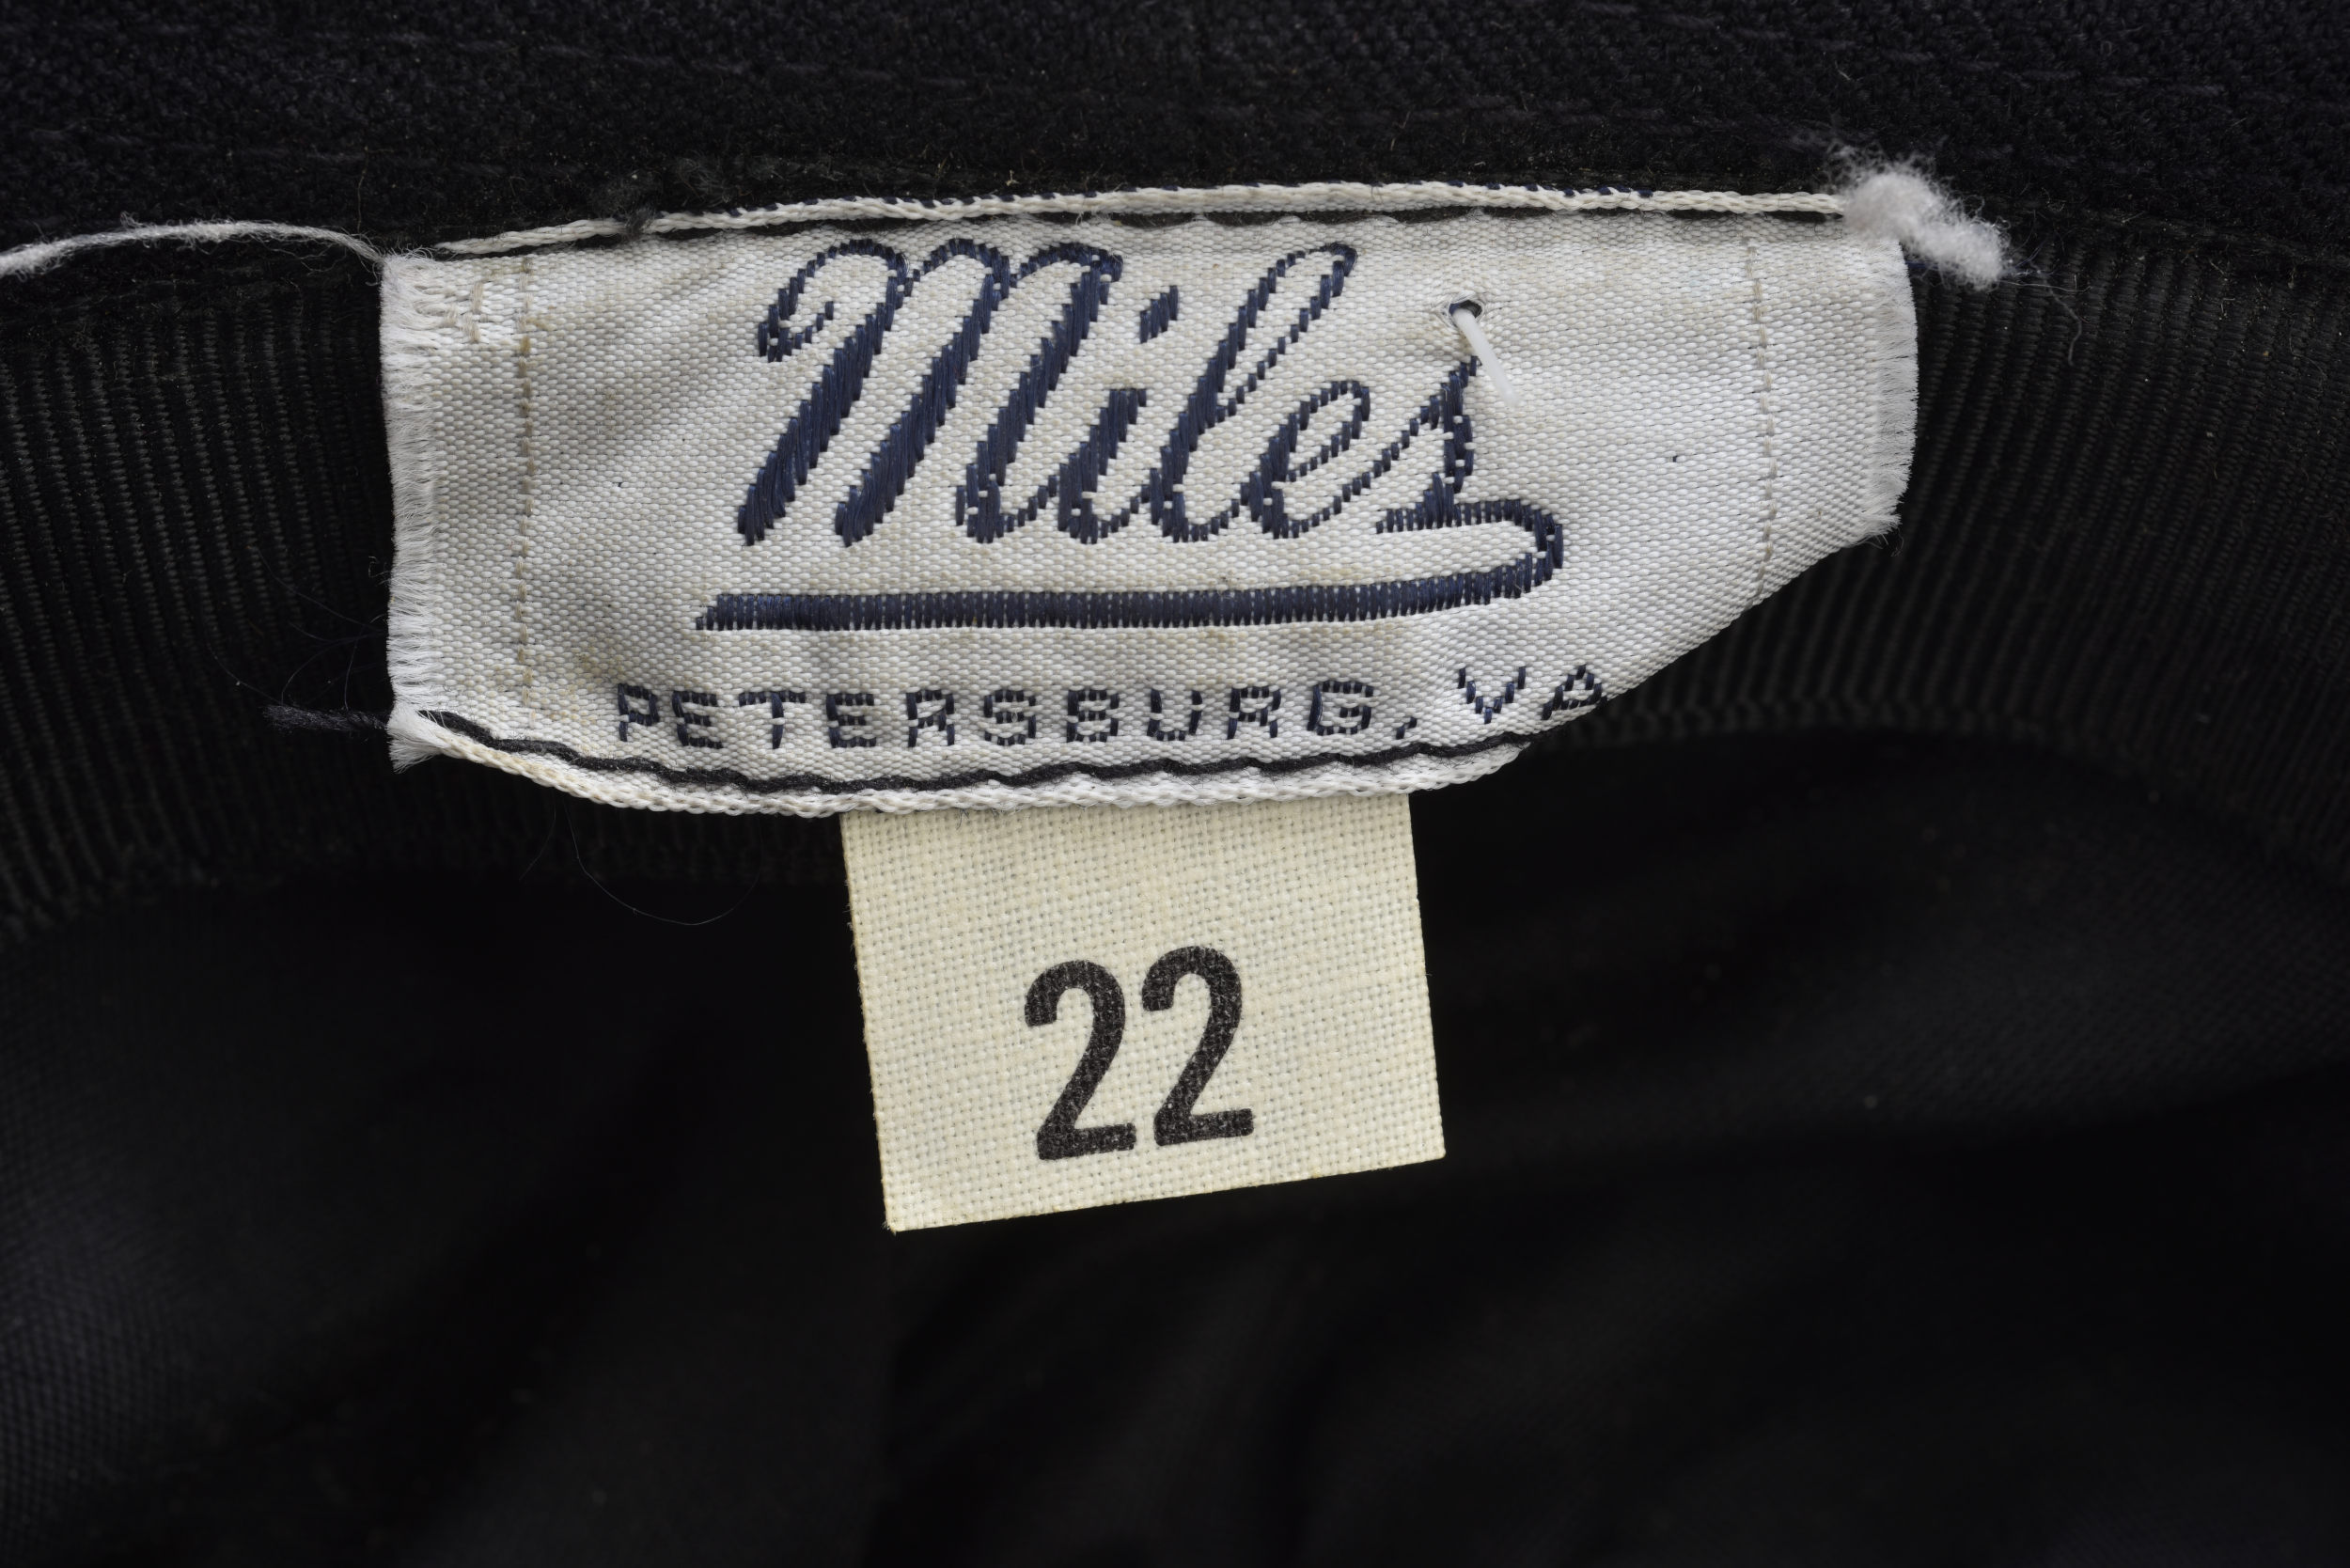 Miles
PETERSBURG, VA
22